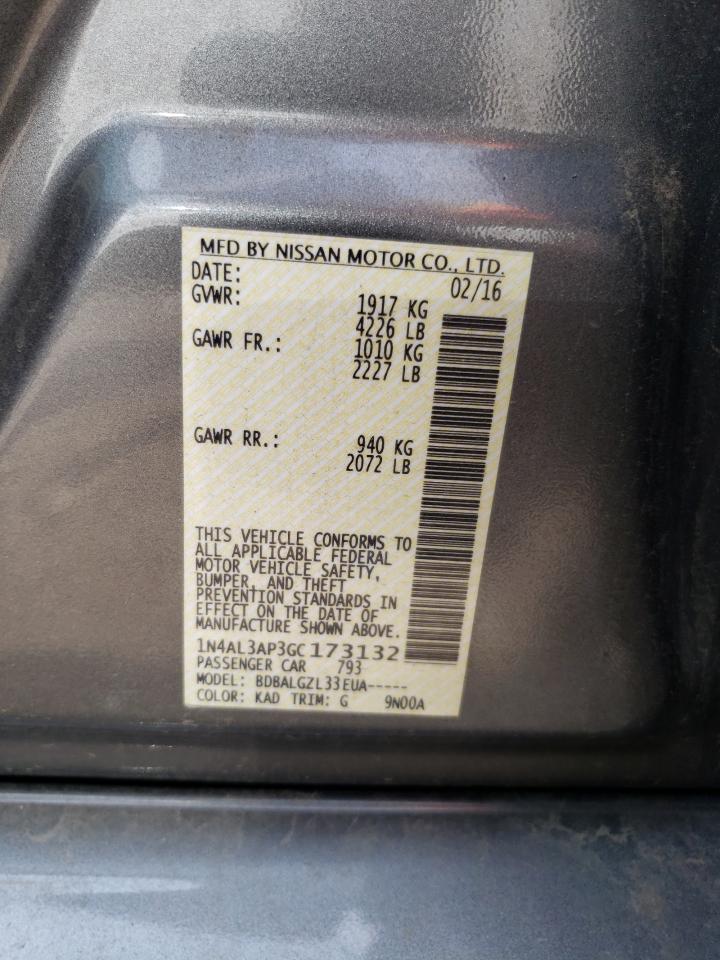 MFD BY NISSAN MOTOR CO., LTD.
DATE: 02/16
GVWR: 1917 KG
4226 LB
GAWR FR.: 1010 KG
2227 LB
GAWR RR.: 940 KG
2072 LB
THIS VEHICLE CONFORMS TO
ALL APPLICABLE FEDERAL
MOTOR VEHICLE SAFETY,
BUMPER, AND THEFT
PREVENTION STANDARDS IN
EFFECT ON THE DATE OF
MANUFACTURE SHOWN ABOVE.
1N4AL3AP3GC173132
PASSENGER CAR 793
MODEL: BDBALGZL33EUA-----
COLOR: KAD TRIM: G 9N00A